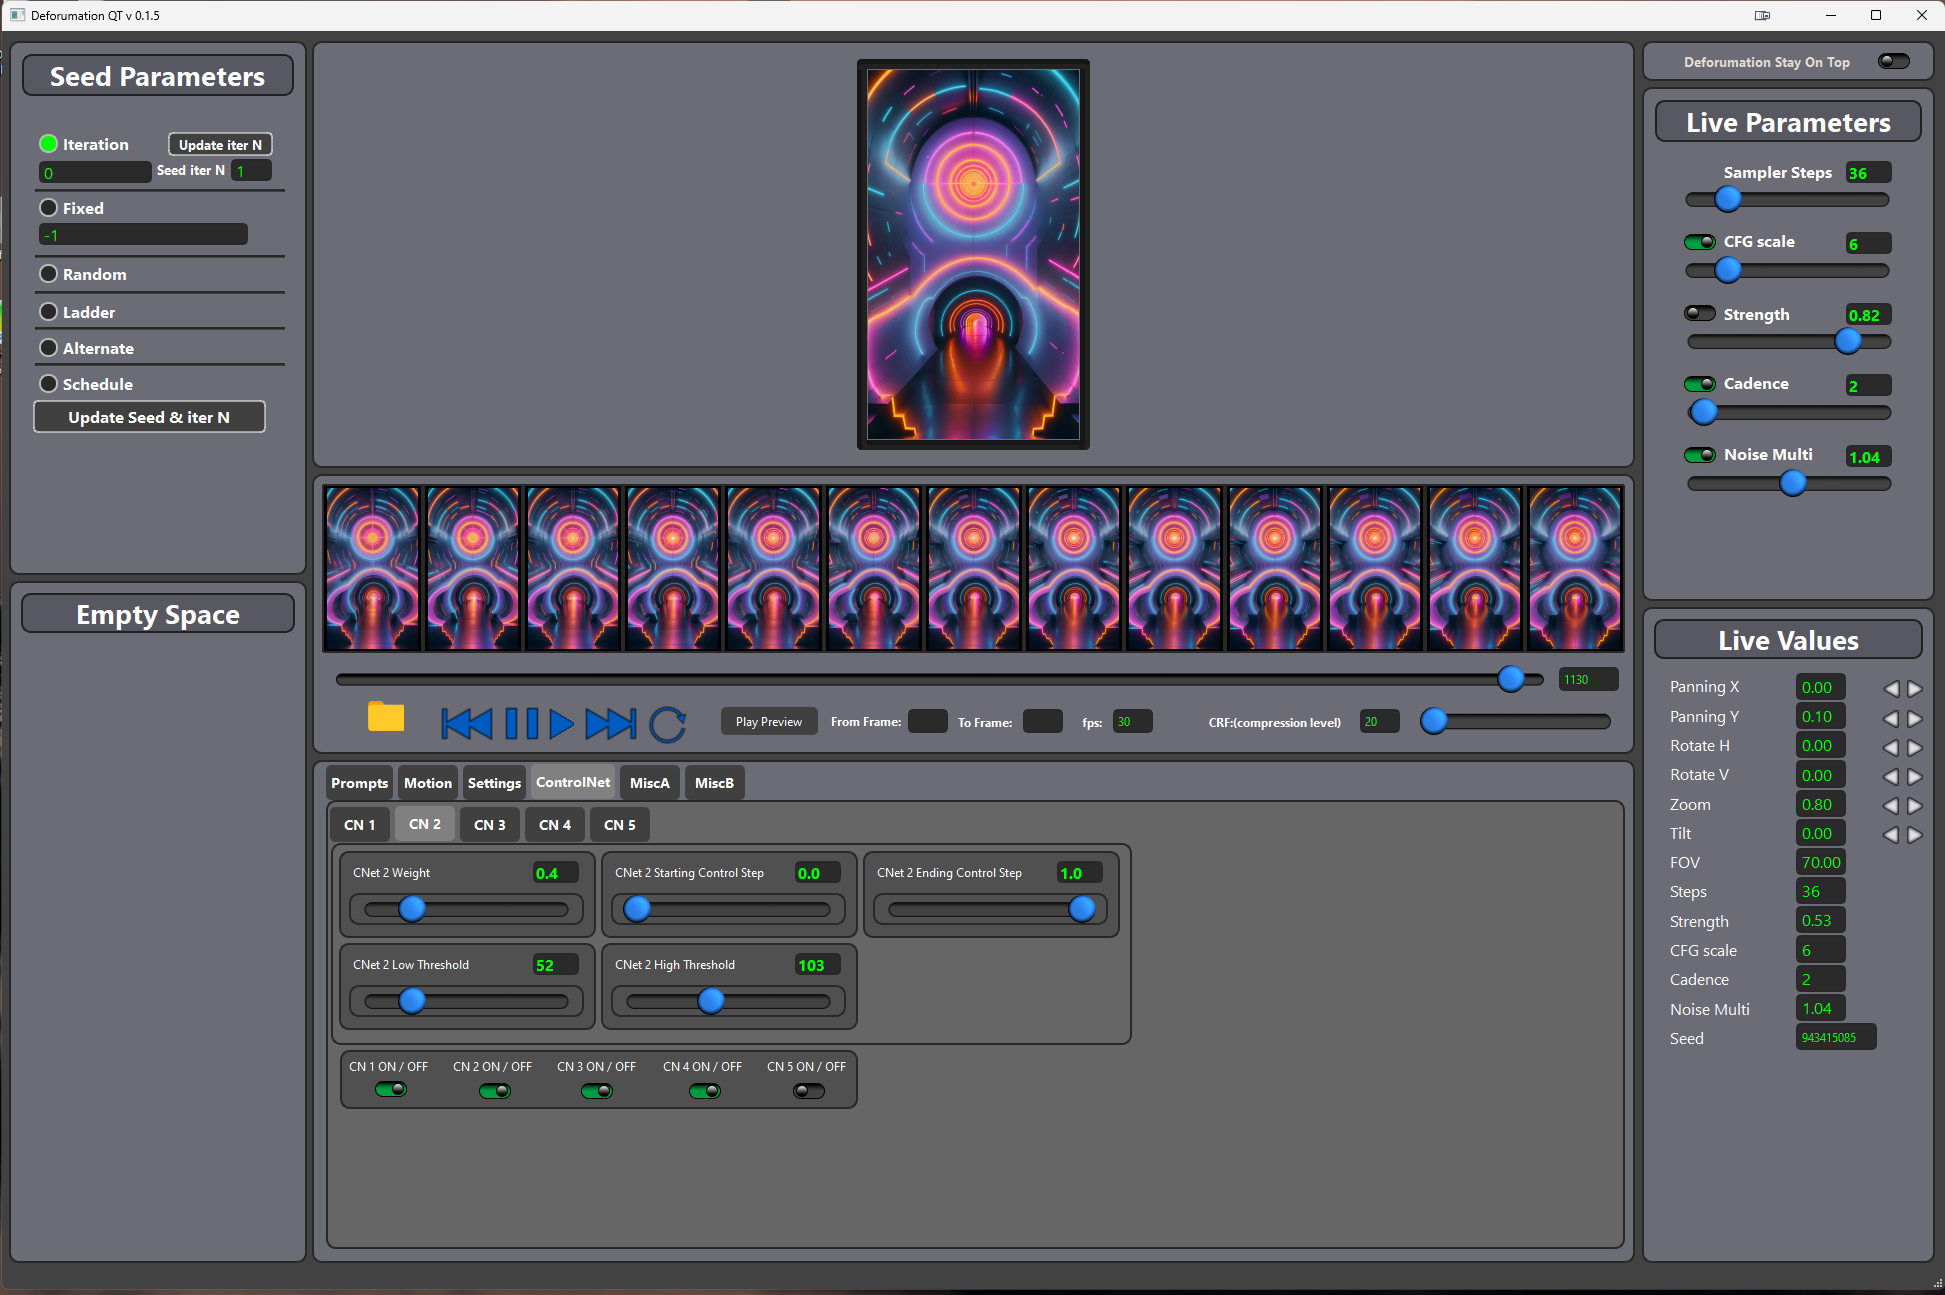 Deforumation QT v 0.1.5
Seed Parameters
Iteration
Update iter N
0
Seed iter N
1
Fixed
-1
Random
Ladder
Alternate
Schedule
Update Seed & iter N
Empty Space
1130
Play Preview
From Frame:
To Frame:
fps:
30
CRF:(compression level)
20
Prompts
Motion
Settings
ControlNet
MiscA
MiscB
CN 1
CN 2
CN 3
CN 4
CN 5
CNet 2 Weight
0.4
CNet 2 Starting Control Step
0.0
CNet 2 Ending Control Step
1.0
CNet 2 Low Threshold
52
CNet 2 High Threshold
103
CN 1 ON / OFF
CN 2 ON / OFF
CN 3 ON / OFF
CN 4 ON / OFF
CN 5 ON / OFF
Deforumation Stay On Top
Live Parameters
Sampler Steps
36
CFG scale
6
Strength
0.82
Cadence
2
Noise Multi
1.04
Live Values
Panning X
0.00
Panning Y
0.10
Rotate H
0.00
Rotate V
0.00
Zoom
0.80
Tilt
0.00
FOV
70.00
Steps
36
Strength
0.53
CFG scale
6
Cadence
2
Noise Multi
1.04
Seed
943415085